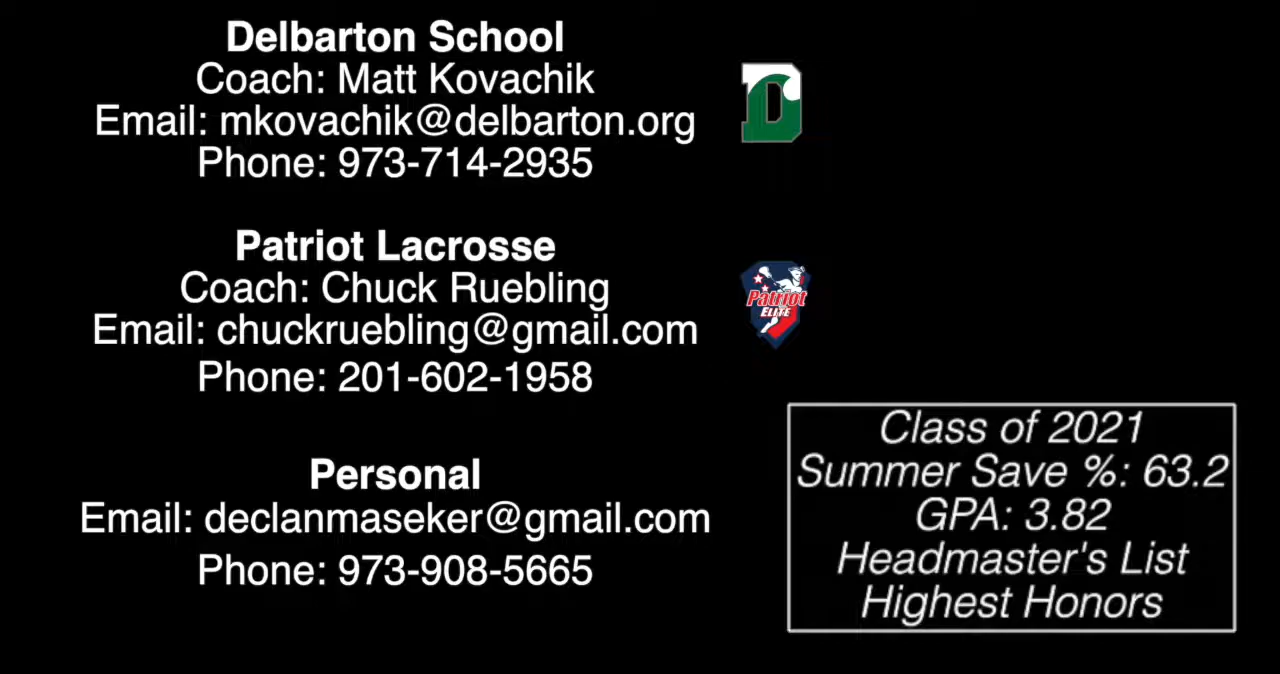 Delbarton School
Coach: Matt Kovachik
Email: mkovachik@delbarton.org
Phone: 973-714-2935
D
Patriot Lacrosse
Coach: Chuck Ruebling
Email: chuckruebling@gmail.com
Phone: 201-602-1958
Patriot
ELITE
Personal
Email: declanmaseker@gmail.com
Phone: 973-908-5665
Class of 2021
Summer Save %: 63.2
GPA: 3.82
Headmaster's List
Highest Honors